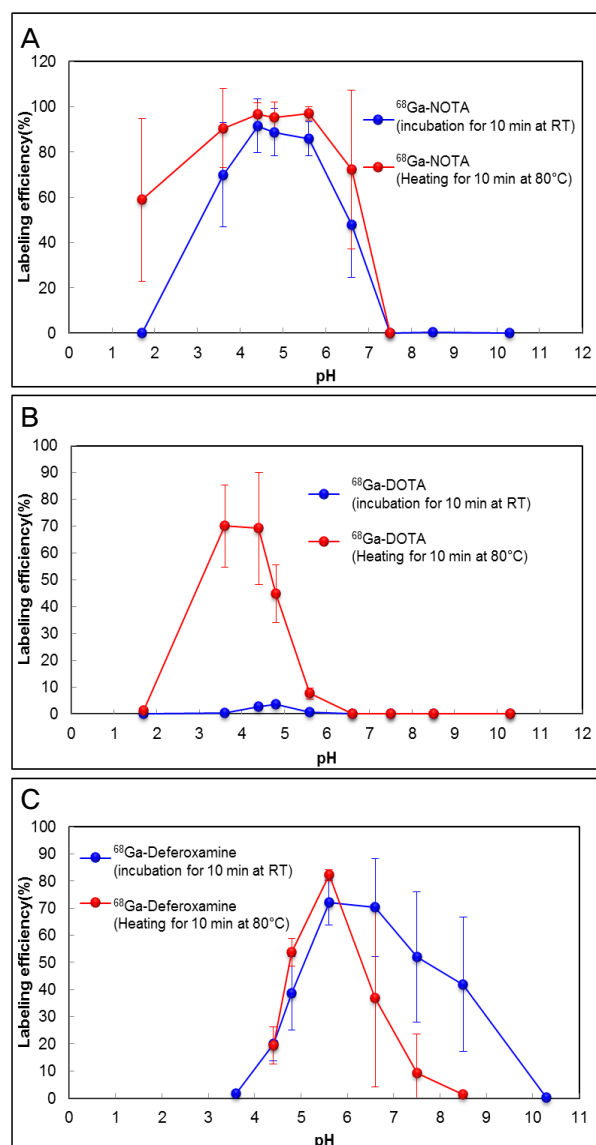 A
120
100
80
60
40
20
0
Labeling efficiency(%)
⁶⁸Ga-NOTA
(incubation for 10 min at RT)
⁶⁸Ga-NOTA
(Heating for 10 min at 80°C)
0 1 2 3 4 5 6 7 8 9 10 11 12
pH
B
100
90
80
70
60
50
40
30
20
10
0
Labeling efficiency(%)
⁶⁸Ga-DOTA
(incubation for 10 min at RT)
⁶⁸Ga-DOTA
(Heating for 10 min at 80°C)
0 1 2 3 4 5 6 7 8 9 10 11 12
pH
C
100
90
80
70
60
50
40
30
20
10
0
Labeling efficiency(%)
⁶⁸Ga-Deferoxamine
(incubation for 10 min at RT)
⁶⁸Ga-Deferoxamine
(Heating for 10 min at 80°C)
0 1 2 3 4 5 6 7 8 9 10 11
pH